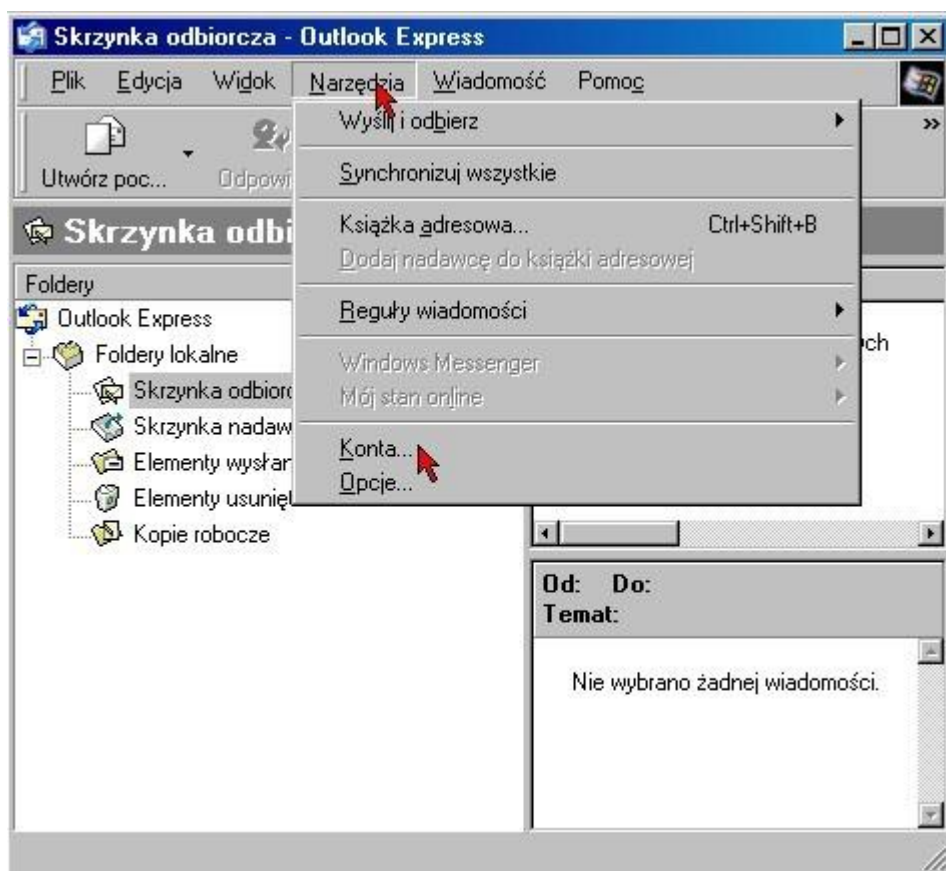 Skrzynka odbiorcza - Outlook Express
Plik Edycja Widok Narzędzia Wiadomość Pomoc
Utwórz poc... Odpowi
»
Wyślij i odbierz
Synchronizuj wszystkie
Książka adresowa... Ctrl+Shift+B
Dodaj nadawcę do książki adresowej
Reguły wiadomości
Windows Messenger
Mój stan online
Konta...
Opcje...
Skrzynka odbi
Foldery
Outlook Express
Foldery lokalne
Skrzynka odbiorc
Skrzynka nadaw
Elementy wysłan
Elementy usunię
Kopie robocze
ch
Od: Do:
Temat:
Nie wybrano żadnej wiadomości.